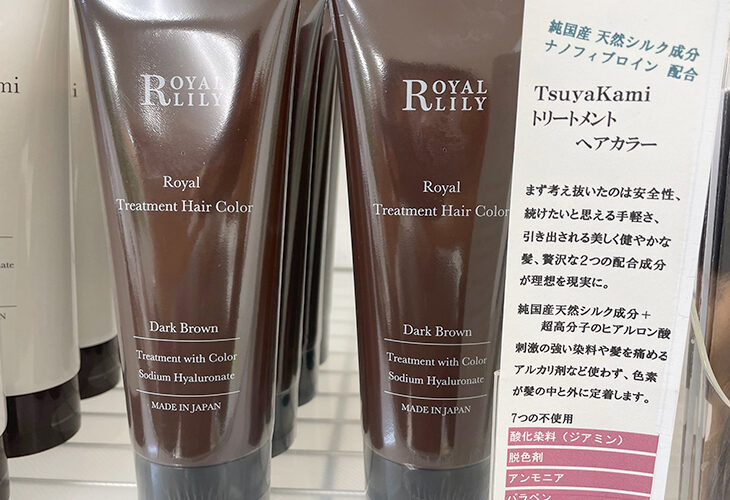 mi
nate
AN
ROYAL
LILY
Royal
Treatment Hair Color
Dark Brown
Treatment with Color
Sodium Hyaluronate
MADE IN JAPAN
ROYAL
LILY
Royal
Treatment Hair Color
Dark Brown
Treatment with Color
Sodium Hyaluronate
MADE IN JAPAN
純国産 天然シルク成分
ナノフィブロイン 配合
TsuyaKami
トリートメント
ヘアカラー
まず考え抜いたのは安全性、
続けたいと思える手軽さ、
引き出される美しく健やかな
髪、贅沢な2つの配合成分
が理想を現実に。
純国産天然シルク成分＋
超高分子のヒアルロン酸
刺激の強い染料や髪を痛める
アルカリ剤など使わず、色素
が髪の中と外に定着します。
7つの不使用
酸化染料（ジアミン）
脱色剤
アンモニア
パラベン